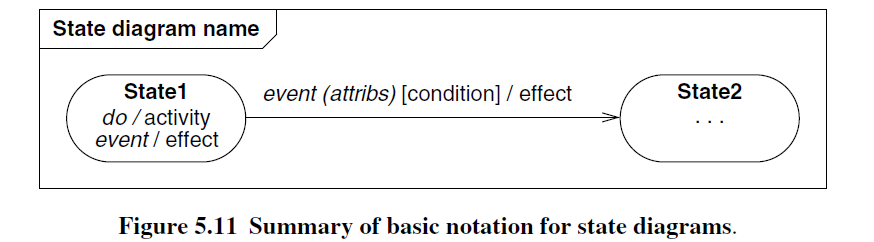 State diagram name
State1
do / activity
event / effect
event (attribs) [condition] / effect
State2
. . .
Figure 5.11 Summary of basic notation for state diagrams.